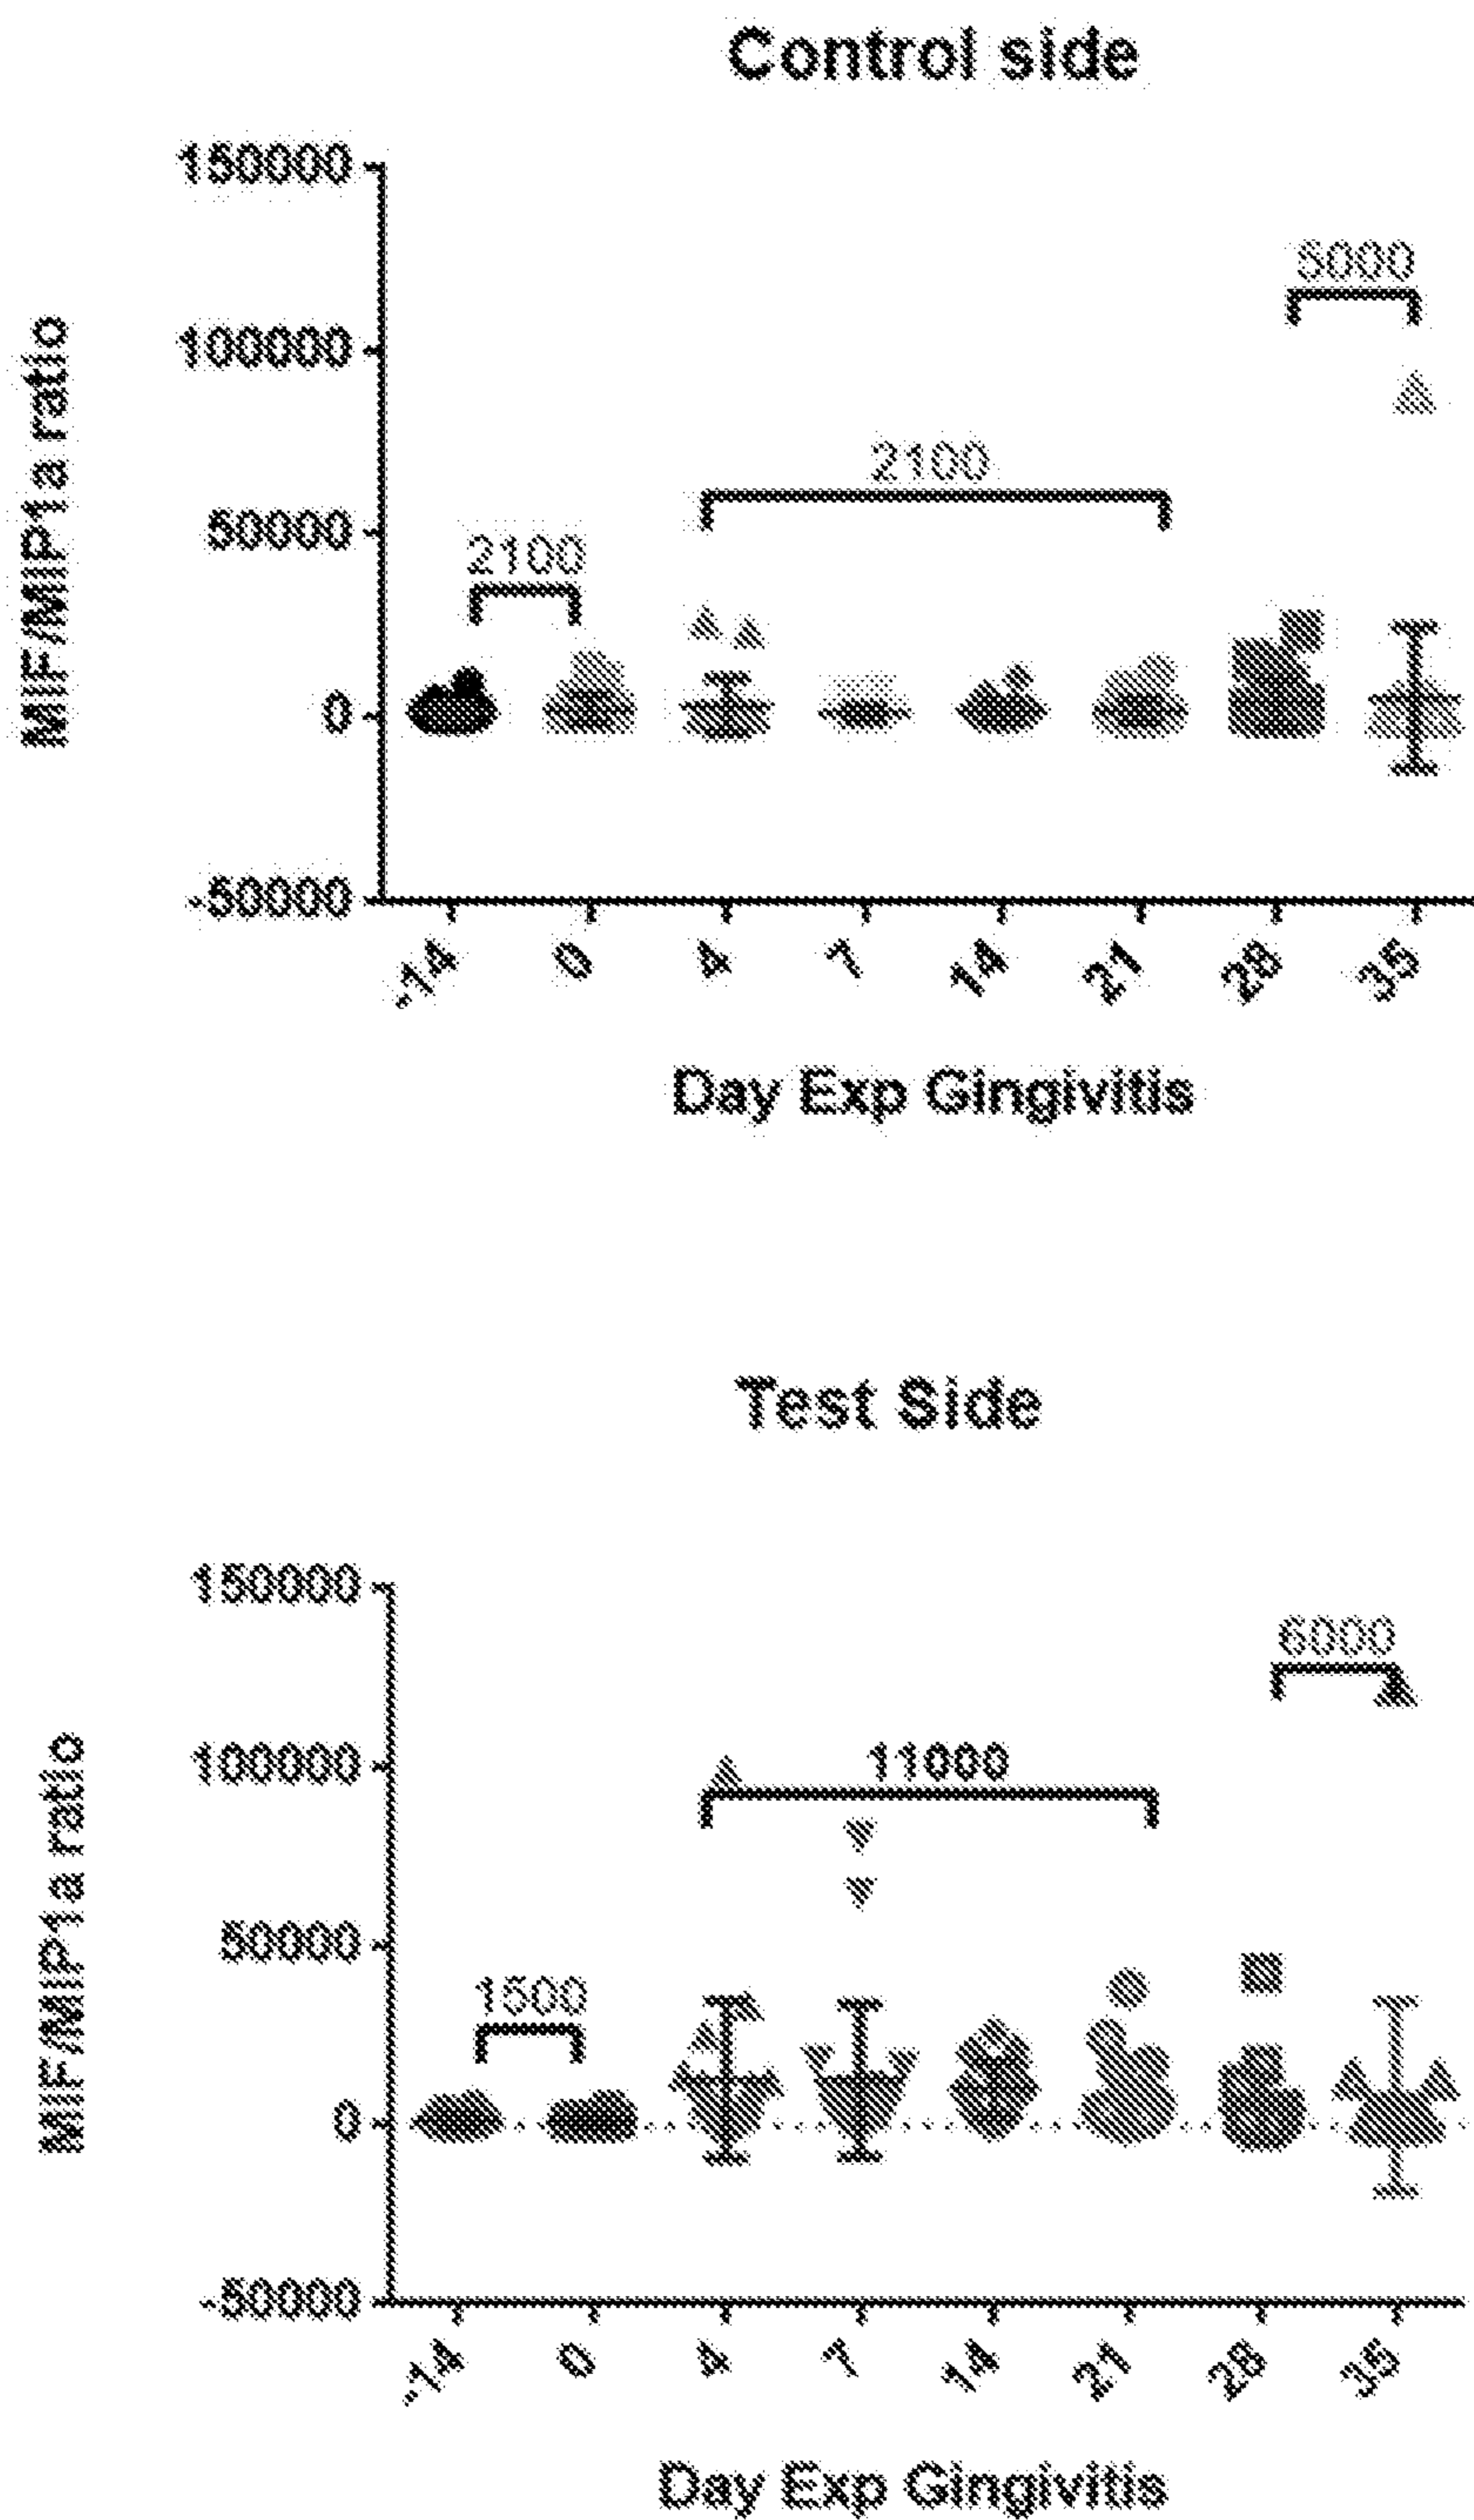 Control side
MIF/MIP1a ratio
150000
100000
50000
0
-50000
5000
2100
2100
-14 0 4 7 14 21 28 35
Day Exp Gingivitis
Test Side
MIF/MIP1a ratio
150000
100000
50000
0
-50000
6000
11000
1500
-14 0 4 7 14 21 28 35
Day Exp Gingivitis